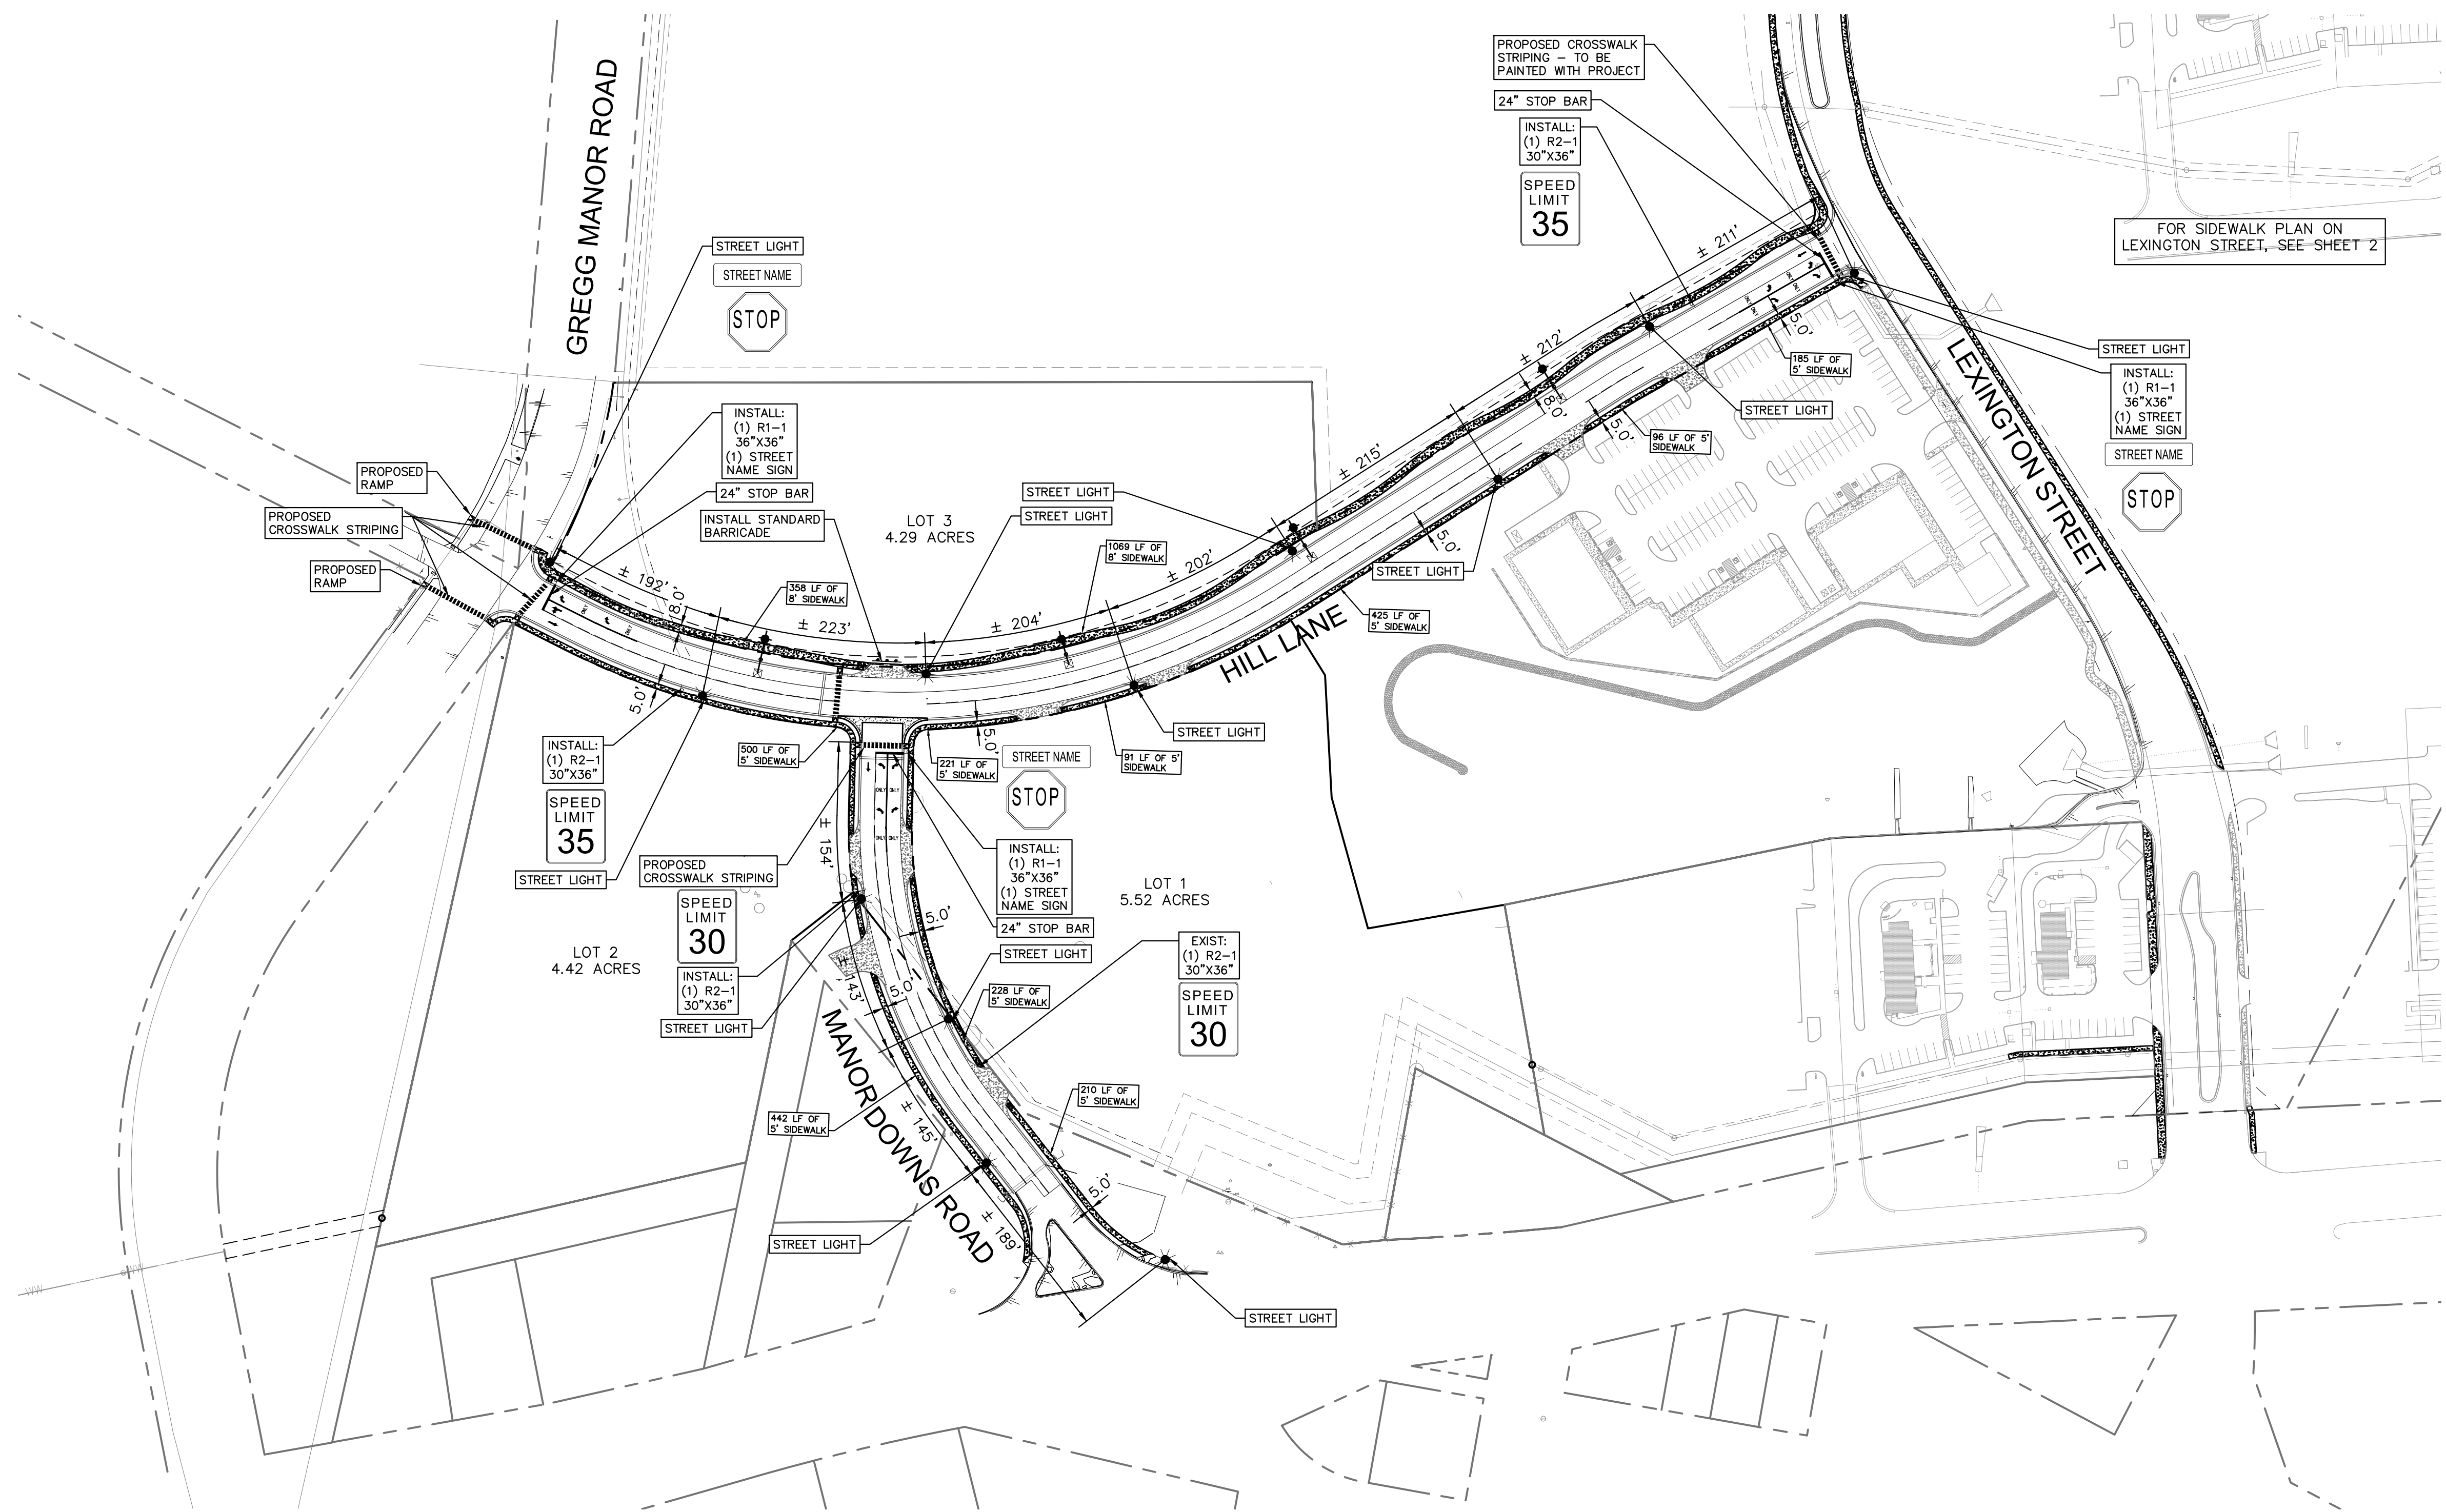 GREGG MANOR ROAD
STREET LIGHT
STREET NAME
STOP
PROPOSED CROSSWALK
STRIPING – TO BE
PAINTED WITH PROJECT
24" STOP BAR
INSTALL:
(1) R2–1
30"X36"
SPEED
LIMIT
35
FOR SIDEWALK PLAN ON
LEXINGTON STREET, SEE SHEET 2
± 211'
± 212'
± 215'
± 202'
± 204'
± 223'
± 192'
8.0'
8.0'
5.0'
5.0'
5.0'
185 LF OF
5' SIDEWALK
96 LF OF 5'
SIDEWALK
STREET LIGHT
STREET LIGHT
INSTALL:
(1) R1–1
36"X36"
(1) STREET
NAME SIGN
STREET NAME
STOP
LEXINGTON STREET
INSTALL:
(1) R1–1
36"X36"
(1) STREET
NAME SIGN
24" STOP BAR
INSTALL STANDARD
BARRICADE
PROPOSED
RAMP
PROPOSED
CROSSWALK STRIPING
PROPOSED
RAMP
LOT 3
4.29 ACRES
STREET LIGHT
STREET LIGHT
1069 LF OF
8' SIDEWALK
358 LF OF
8' SIDEWALK
STREET LIGHT
425 LF OF
5' SIDEWALK
HILL LANE
ONLY
ONLY
ONLY
ONLY
ONLY
ONLY
5.0'
INSTALL:
(1) R2–1
30"X36"
SPEED
LIMIT
35
STREET LIGHT
500 LF OF
5' SIDEWALK
221 LF OF
5' SIDEWALK
5.0'
STREET NAME
STOP
91 LF OF 5'
SIDEWALK
STREET LIGHT
ONLY
ONLY
ONLY
ONLY
± 154'
PROPOSED
CROSSWALK STRIPING
SPEED
LIMIT
30
INSTALL:
(1) R2–1
30"X36"
STREET LIGHT
INSTALL:
(1) R1–1
36"X36"
(1) STREET
NAME SIGN
24" STOP BAR
STREET LIGHT
LOT 1
5.52 ACRES
LOT 2
4.42 ACRES
EXIST:
(1) R2–1
30"X36"
SPEED
LIMIT
30
5.0'
5.0'
± 143'
228 LF OF
5' SIDEWALK
210 LF OF
5' SIDEWALK
442 LF OF
5' SIDEWALK
± 145'
MANORDOWNS ROAD
5.0'
± 189'
STREET LIGHT
STREET LIGHT
WW
WW